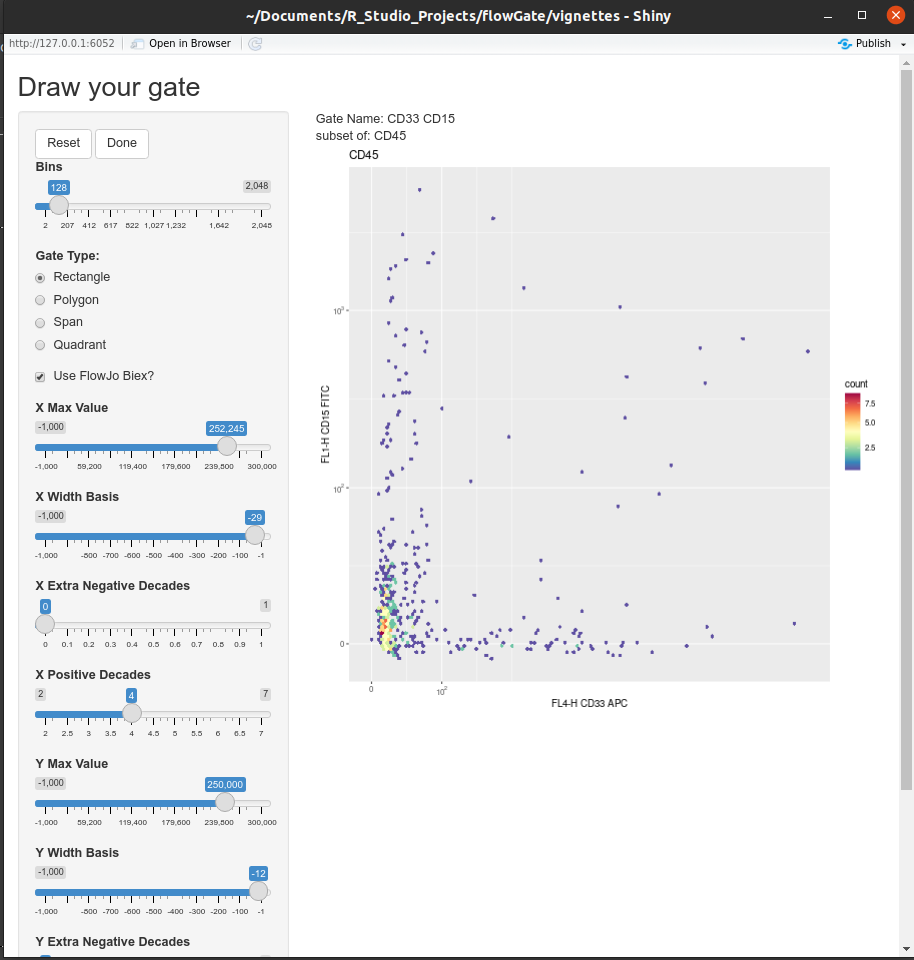 ~/Documents/R_Studio_Projects/flowGate/vignettes - Shiny
http://127.0.0.1:6052 Open in Browser Publish
Draw your gate
Reset Done
Bins
128 2,048
2 207 412 617 822 1,027 1,232 1,642 2,048
Gate Type:
Rectangle
Polygon
Span
Quadrant
Use FlowJo Biex?
X Max Value
-1,000 252,245
-1,000 59,200 119,400 179,600 239,800 300,000
X Width Basis
-1,000 -29
-1,000 -800 -700 -600 -500 -400 -300 -200 -100 -1
X Extra Negative Decades
0 1
0 0.1 0.2 0.3 0.4 0.5 0.6 0.7 0.8 0.9 1
X Positive Decades
2 4 7
2 2.5 3 3.5 4 4.5 5 5.5 6 6.5 7
Y Max Value
-1,000 250,000
-1,000 59,200 119,400 179,600 239,800 300,000
Y Width Basis
-1,000 -12
-1,000 -800 -700 -600 -500 -400 -300 -200 -100 -1
Y Extra Negative Decades
Gate Name: CD33 CD15
subset of: CD45
CD45
FL1-H CD15 FITC
10³
10²
0
0 10²
FL4-H CD33 APC
count
7.5
5.0
2.5